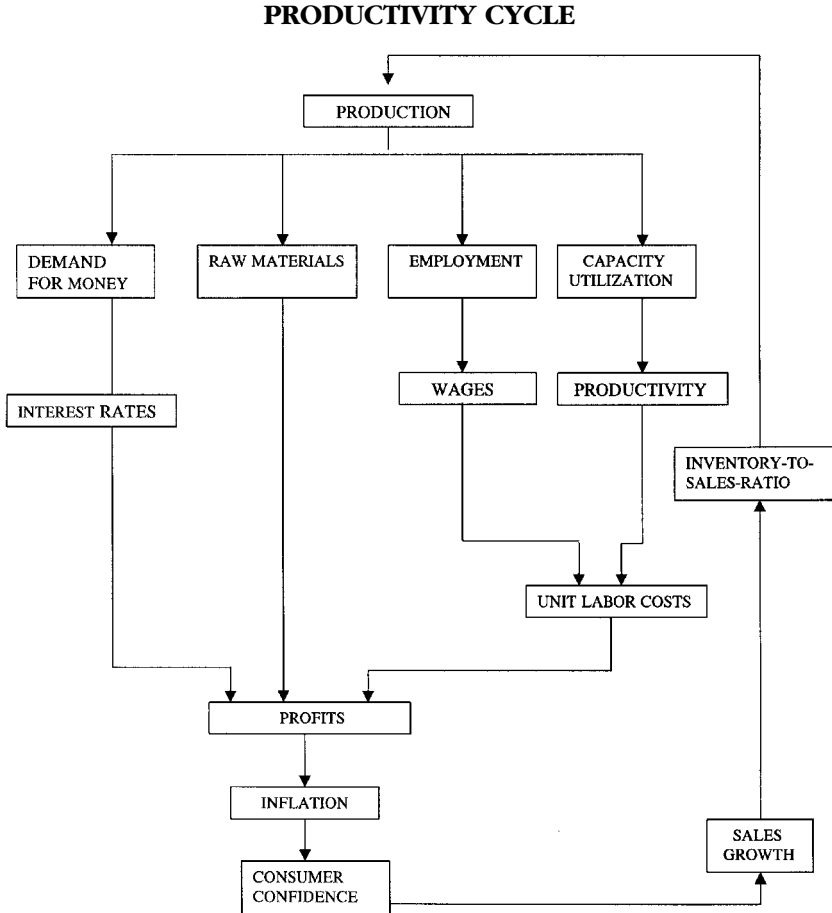 PRODUCTIVITY CYCLE
PRODUCTION
DEMAND
FOR MONEY
RAW MATERIALS
EMPLOYMENT
CAPACITY
UTILIZATION
INTEREST RATES
WAGES
PRODUCTIVITY
INVENTORY-TO-
SALES-RATIO
UNIT LABOR COSTS
PROFITS
INFLATION
SALES
GROWTH
CONSUMER
CONFIDENCE